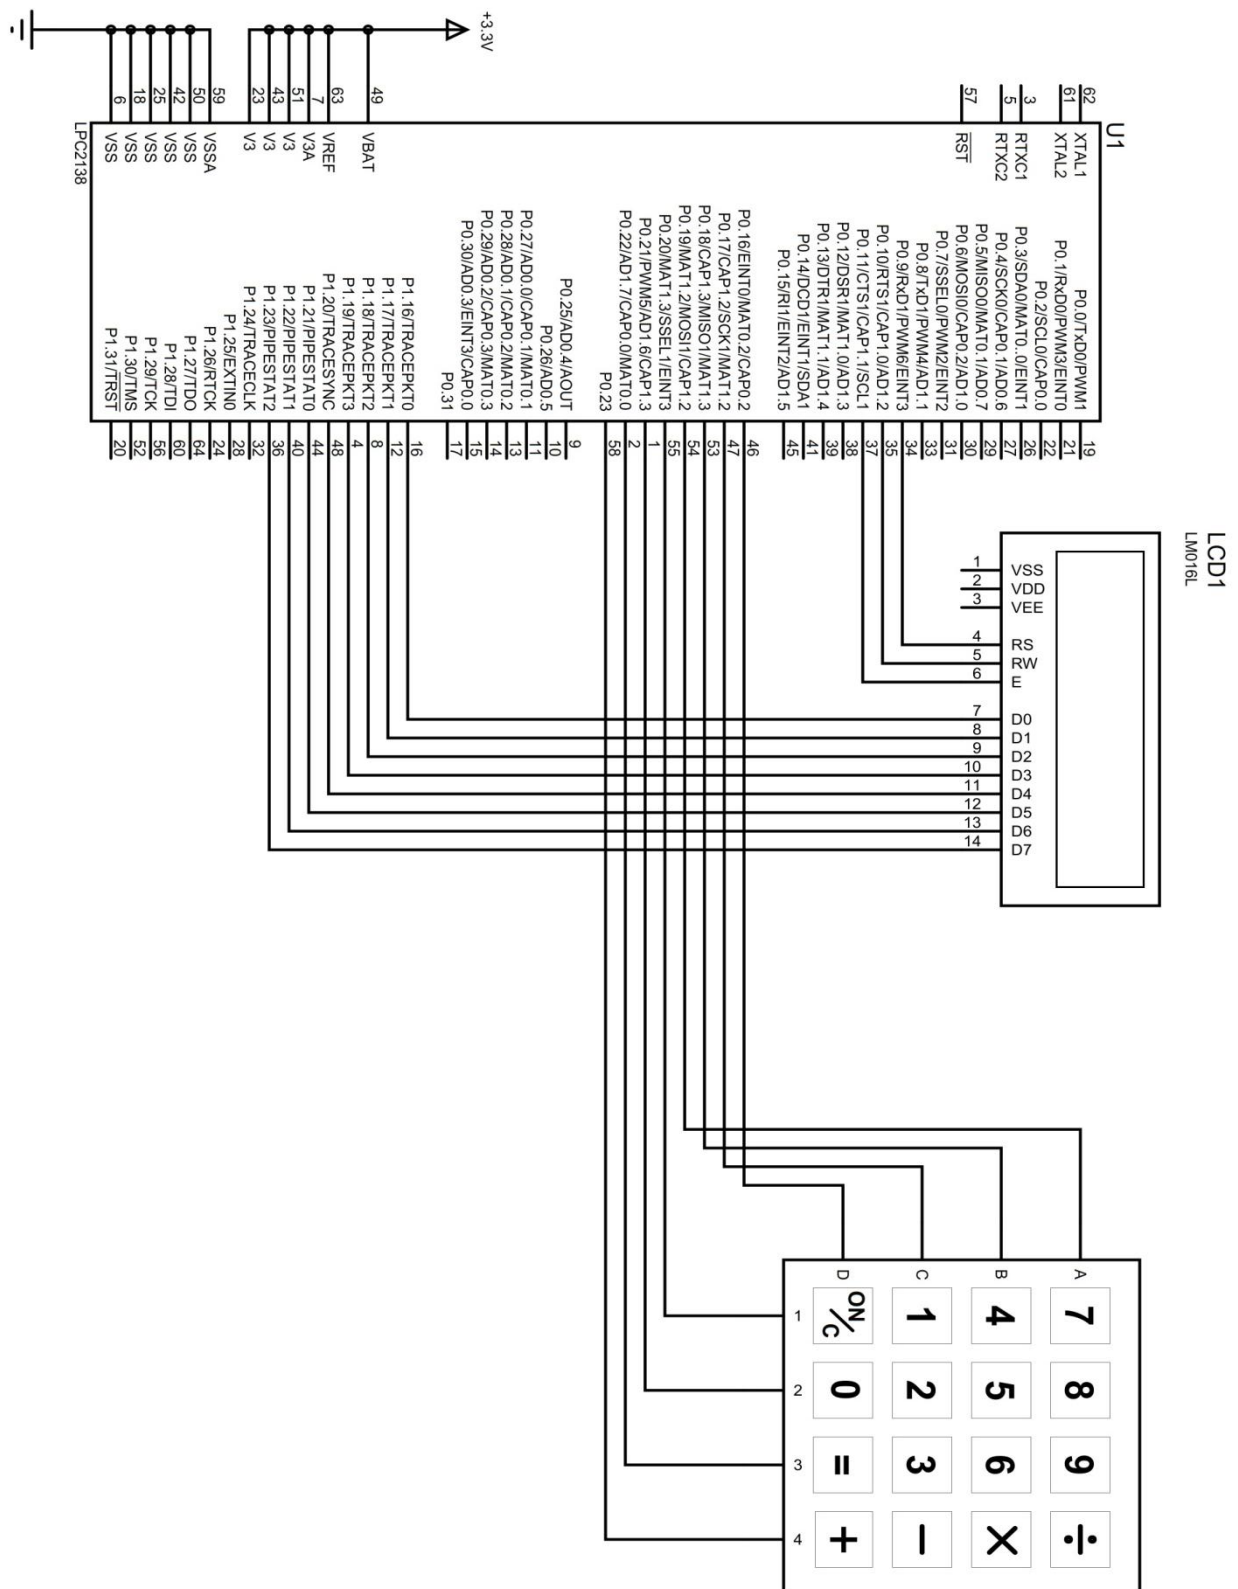 U1
62 XTAL1
61 XTAL2
3 RTXC1
5 RTXC2
57 RST
49 VBAT
63 VREF
7 V3A
51 V3
43 V3
23 V3
59 VSSA
50 VSS
42 VSS
25 VSS
18 VSS
6 VSS
LPC2138
+3.3V
P0.0/TxD0/PWM1 19
P0.1/RxD0/PWM3/EINT0 21
P0.2/SCL0/CAP0.0 22
P0.3/SDA0/MAT0..0/EINT1 26
P0.4/SCK0/CAP0.1/AD0.6 27
P0.5/MISO0/MAT0.1/AD0.7 29
P0.6/MOSI0/CAP0.2/AD1.0 30
P0.7/SSEL0/PWM2/EINT2 31
P0.8/TxD1/PWM4/AD1.1 33
P0.9/RxD1/PWM6/EINT3 34
P0.10/RTS1/CAP1.0/AD1.2 35
P0.11/CTS1/CAP1.1/SCL1 37
P0.12/DSR1/MAT1.0/AD1.3 38
P0.13/DTR1/MAT1.1/AD1.4 39
P0.14/DCD1/EINT1/SDA1 41
P0.15/RI1/EINT2/AD1.5 45
P0.16/EINT0/MAT0.2/CAP0.2 46
P0.17/CAP1.2/SCK1/MAT1.2 47
P0.18/CAP1.3/MISO1/MAT1.3 53
P0.19/MAT1.2/MOSI1/CAP1.2 54
P0.20/MAT1.3/SSEL1/EINT3 55
P0.21/PWM5/AD1.6/CAP1.3 1
P0.22/AD1.7/CAP0.0/MAT0.0 2
P0.23 58
P0.25/AD0.4/AOUT 9
P0.26/AD0.5 10
P0.27/AD0.0/CAP0.1/MAT0.1 11
P0.28/AD0.1/CAP0.2/MAT0.2 13
P0.29/AD0.2/CAP0.3/MAT0.3 14
P0.30/AD0.3/EINT3/CAP0.0 15
P0.31 17
P1.16/TRACEPKT0 16
P1.17/TRACEPKT1 12
P1.18/TRACEPKT2 8
P1.19/TRACEPKT3 4
P1.20/TRACESYNC 48
P1.21/PIPESTAT0 44
P1.22/PIPESTAT1 40
P1.23/PIPESTAT2 36
P1.24/TRACECLK 32
P1.25/EXTIN0 28
P1.26/RTCK 24
P1.27/TDO 64
P1.28/TDI 60
P1.29/TCK 56
P1.30/TMS 52
P1.31/TRST 20
LCD1
LM016L
1 VSS
2 VDD
3 VEE
4 RS
5 RW
6 E
7 D0
8 D1
9 D2
10 D3
11 D4
12 D5
13 D6
14 D7
A 7 8 9 ÷
B 4 5 6 ×
C 1 2 3 −
D ON/C 0 = +
1 2 3 4